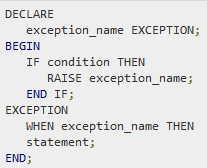 DECLARE
exception_name EXCEPTION;
BEGIN
IF condition THEN
RAISE exception_name;
END IF;
EXCEPTION
WHEN exception_name THEN
statement;
END;